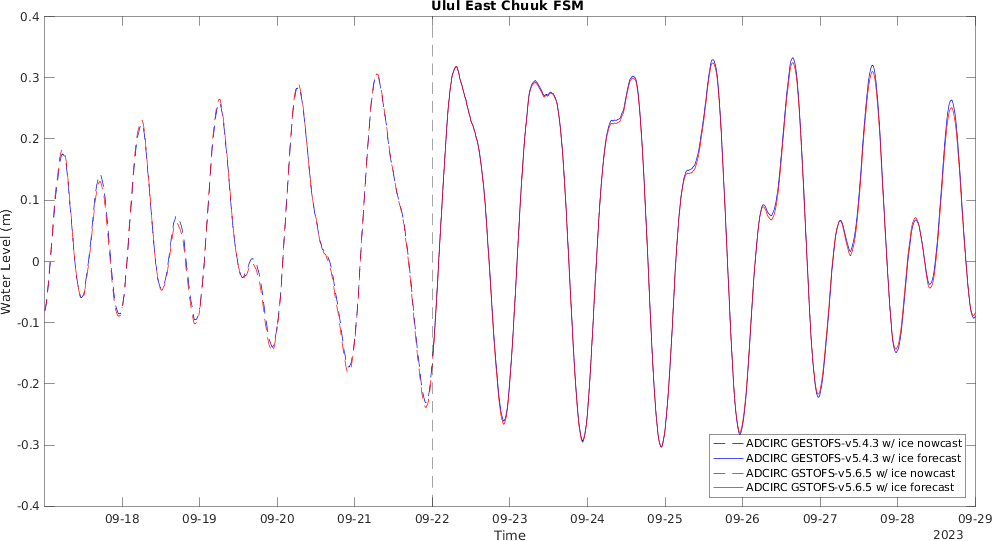 Ulul East Chuuk FSM
0.4
0.3
0.2
0.1
0
-0.1
-0.2
-0.3
-0.4
Water Level (m)
ADCIRC GESTOFS-v5.4.3 w/ ice nowcast
ADCIRC GESTOFS-v5.4.3 w/ ice forecast
ADCIRC GSTOFS-v5.6.5 w/ ice nowcast
ADCIRC GSTOFS-v5.6.5 w/ ice forecast
09-18 09-19 09-20 09-21 09-22 09-23 09-24 09-25 09-26 09-27 09-28 09-29
Time
2023